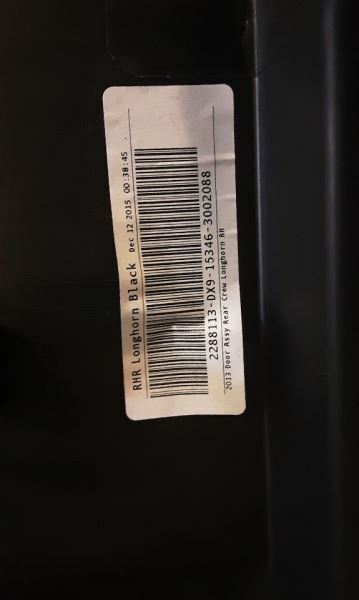 RHR Longhorn Black Dec 12 2015 00:38:45
2288113-DX9-15346-3002088
2013 Door Assy Rear Crew Longhorn RH